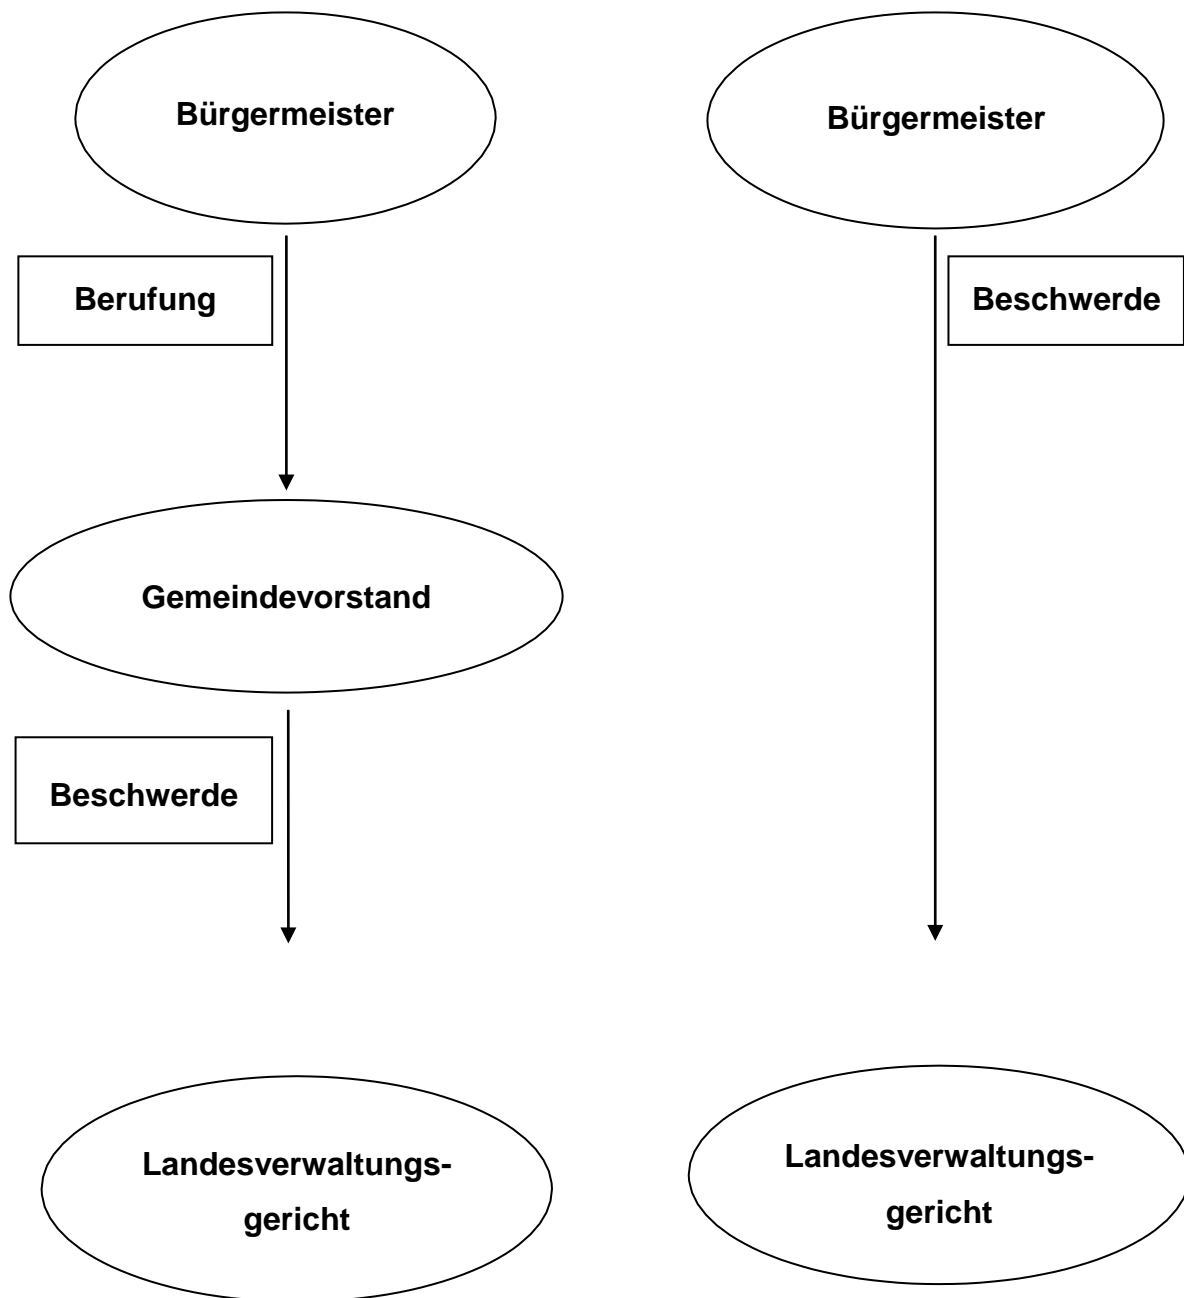 Bürgermeister
Berufung
Gemeindevorstand
Beschwerde
Landesverwaltungs-
gericht
Bürgermeister
Beschwerde
Landesverwaltungs-
gericht